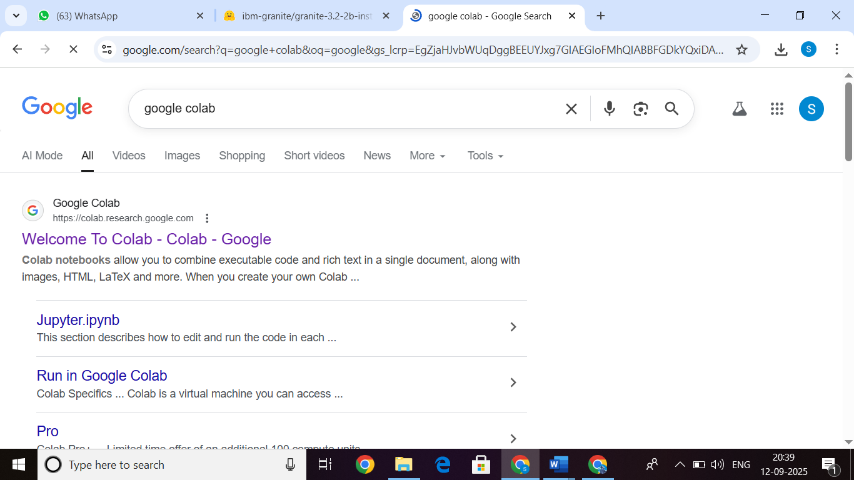 (63) WhatsApp
ibm-granite/granite-3.2-2b-inst
google colab - Google Search
google.com/search?q=google+colab&oq=google&gs_lcrp=EgZjaHJvbWUqDggBEEUYJxg7GIAEGIoFMhQIABBFGDkYQxiDA...
S
Google
google colab
S
AI Mode All Videos Images Shopping Short videos News More Tools
G
Google Colab
https://colab.research.google.com
Welcome To Colab - Colab - Google
Colab notebooks allow you to combine executable code and rich text in a single document, along with
images, HTML, LaTeX and more. When you create your own Colab ...
Jupyter.ipynb
This section describes how to edit and run the code in each ...
Run in Google Colab
Colab Specifics ... Colab is a virtual machine you can access ...
Pro
Type here to search
ENG
20:39
12-09-2025
1